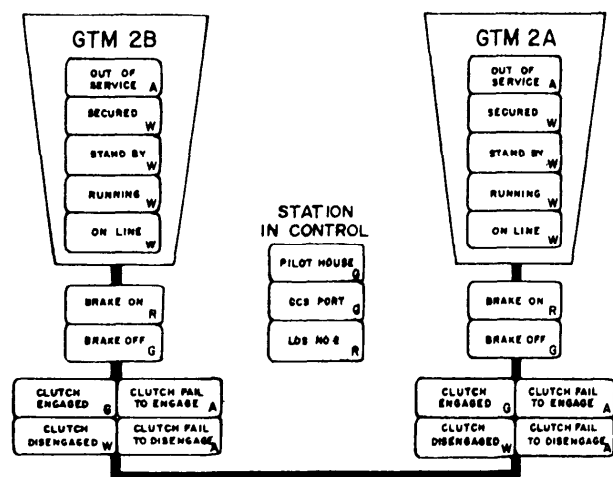 GTM 2B
OUT OF
SERVICE A
SECURED
W
STAND BY
W
RUNNING
W
ON LINE
W
BRAKE ON
R
BRAKE OFF
G
CLUTCH
ENGAGED G
CLUTCH FAIL
TO ENGAGE A
CLUTCH
DISENGAGED W
CLUTCH FAIL
TO DISENGAGE A
STATION
IN CONTROL
PILOT HOUSE
G
CCS PORT
G
NO
R
GTM 2A
OUT OF
SERVICE A
SECURED
W
STAND BY
W
RUNNING
W
ON LINE
W
BRAKE ON
R
BRAKE OFF
G
CLUTCH
ENGAGED G
CLUTCH FAIL
TO ENGAGE A
CLUTCH
DISENGAGED W
CLUTCH FAIL
TO DISENGAGE A